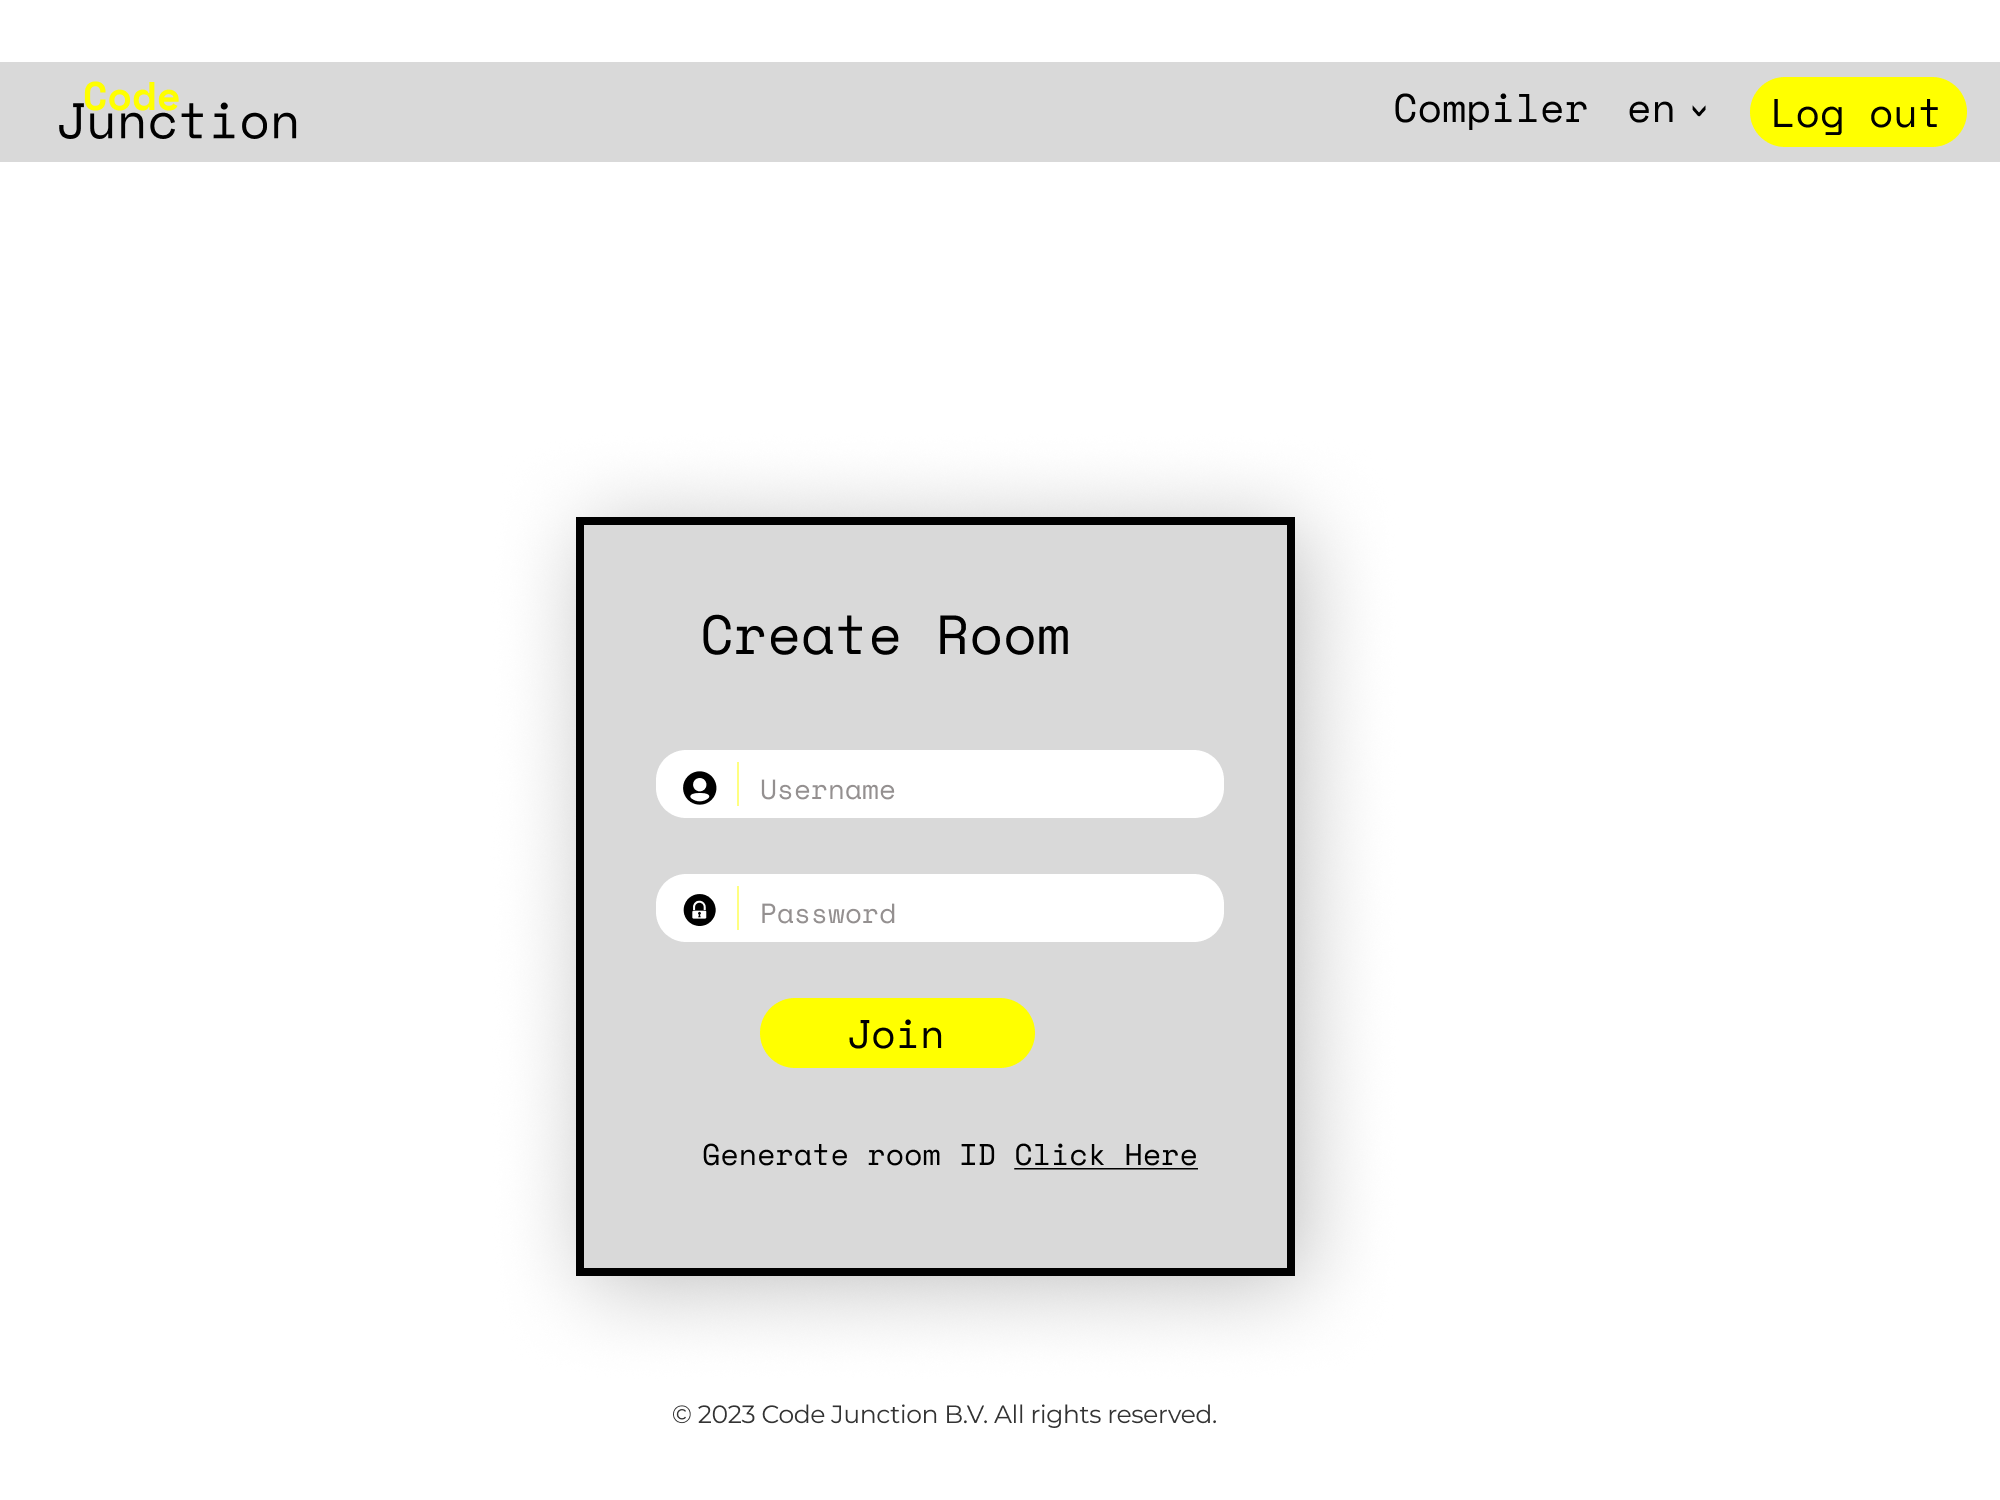 Code
Junction
Compiler en Log out
Create Room
Username
Password
Join
Generate room ID Click Here
© 2023 Code Junction B.V. All rights reserved.